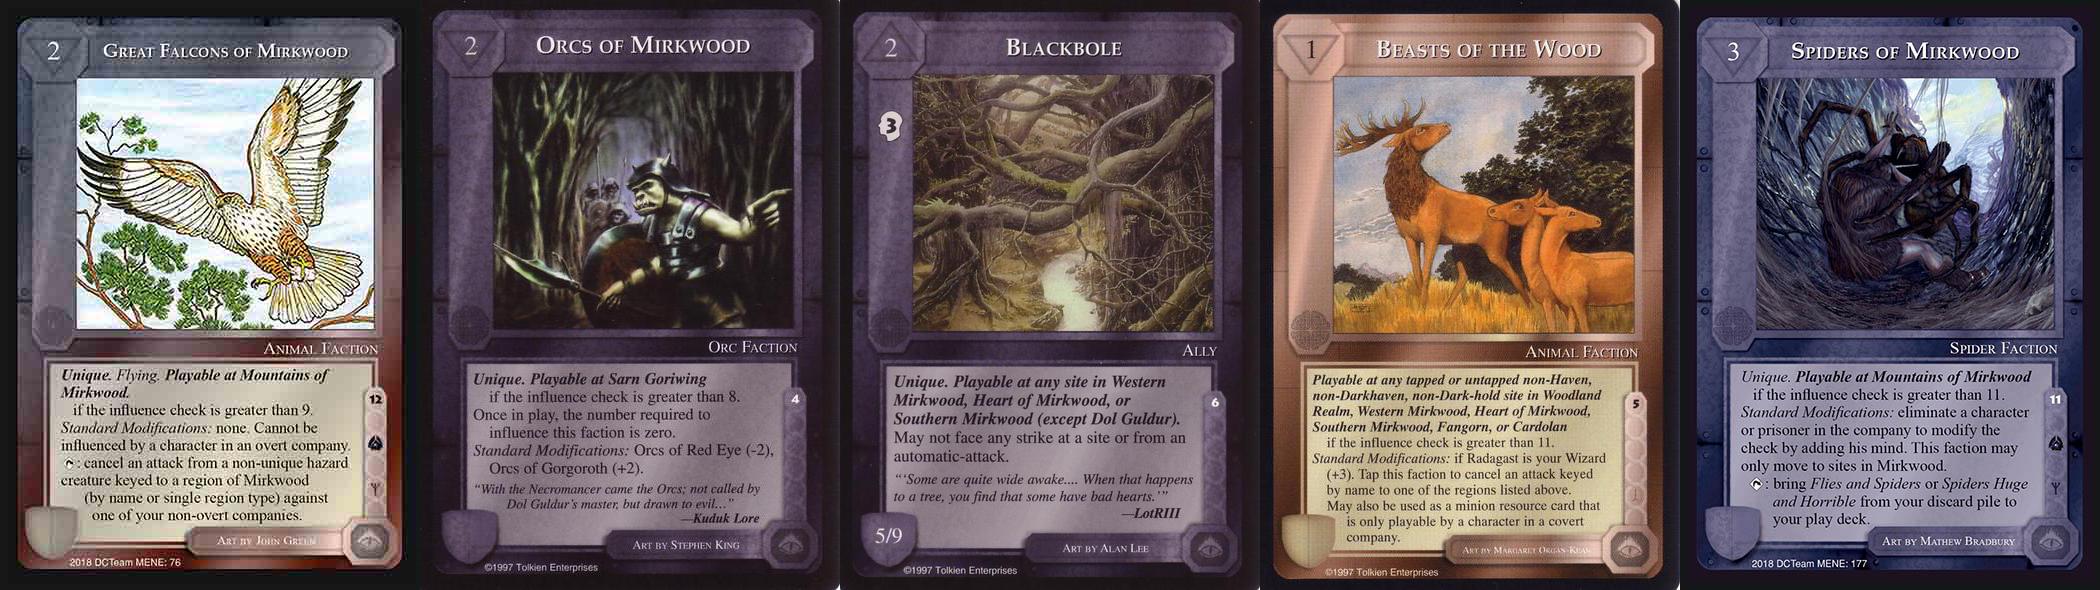 2
GREAT FALCONS OF MIRKWOOD
ANIMAL FACTION
Unique. Flying. Playable at Mountains of
Mirkwood.
if the influence check is greater than 9.
Standard Modifications: none. Cannot be
influenced by a character in an overt company.
: cancel an attack from a non-unique hazard
creature keyed to a region of Mirkwood
(by name or single region type) against
one of your non-overt companies.
12
ART BY JOHN GREEN
2018 DCTeam MENE: 76
2
ORCS OF MIRKWOOD
ORC FACTION
Unique. Playable at Sarn Goriwing
if the influence check is greater than 8.
Once in play, the number required to
influence this faction is zero.
Standard Modifications: Orcs of Red Eye (-2),
Orcs of Gorgoroth (+2).
“With the Necromancer came the Orcs; not called by
Dol Guldur’s master, but drawn to evil…”
—Kuduk Lore
4
ART BY STEPHEN KING
©1997 Tolkien Enterprises
2
BLACKBOLE
3
ALLY
Unique. Playable at any site in Western
Mirkwood, Heart of Mirkwood, or
Southern Mirkwood (except Dol Guldur).
May not face any strike at a site or from an
automatic-attack.
“‘Some are quite wide awake.... When that happens
to a tree, you find that some have bad hearts.’”
—LotRIII
6
5/9
ART BY ALAN LEE
©1997 Tolkien Enterprises
1
BEASTS OF THE WOOD
ANIMAL FACTION
Playable at any tapped or untapped non-Haven,
non-Darkhaven, non-Dark-hold site in Woodland
Realm, Western Mirkwood, Heart of Mirkwood,
Southern Mirkwood, Fangorn, or Cardolan
if the influence check is greater than 11.
Standard Modifications: if Radagast is your Wizard
(+3). Tap this faction to cancel an attack keyed
by name to one of the regions listed above.
May also be used as a minion resource card that
is only playable by a character in a covert
company.
5
ART BY MARGARET ORGAN-KEAN
©1997 Tolkien Enterprises
3
SPIDERS OF MIRKWOOD
SPIDER FACTION
Unique. Playable at Mountains of Mirkwood
if the influence check is greater than 11.
Standard Modifications: eliminate a character
or prisoner in the company to modify the
check by adding his mind. This faction may
only move to sites in Mirkwood.
: bring Flies and Spiders or Spiders Huge
and Horrible from your discard pile to
your play deck.
11
ART BY MATHEW BRADBURY
2018 DCTeam MENE: 177